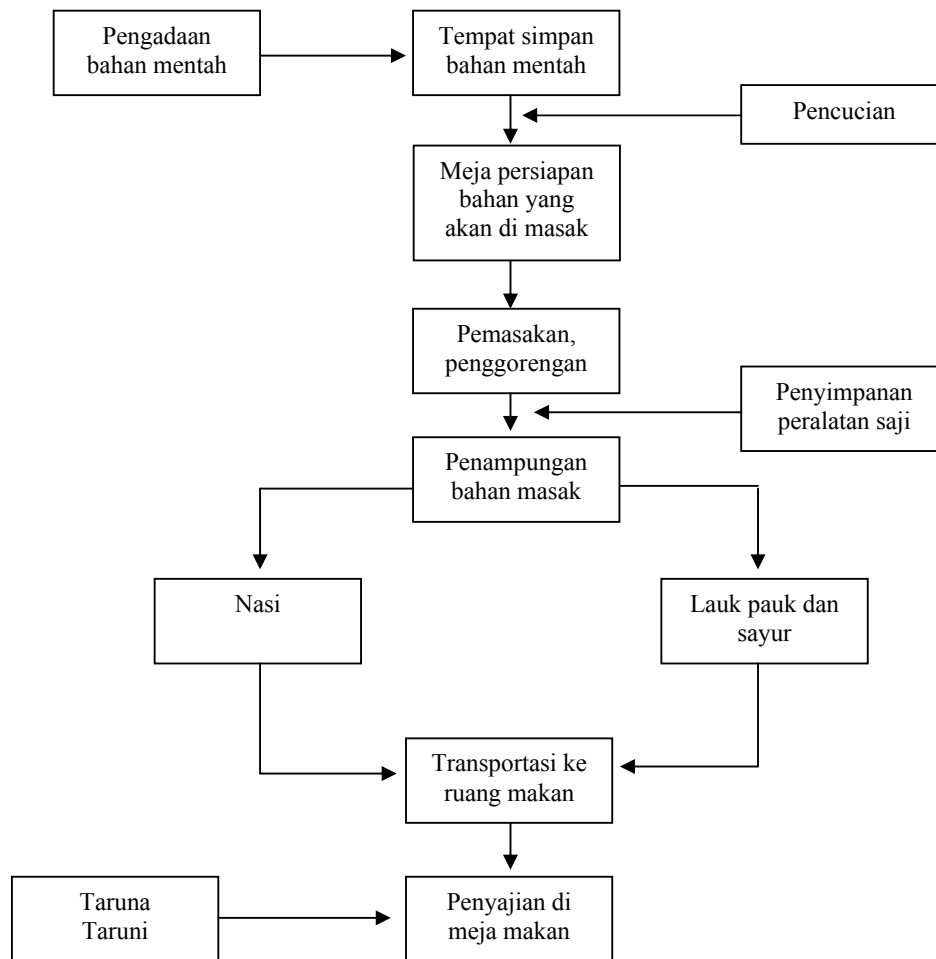 Pengadaan
bahan mentah
Tempat simpan
bahan mentah
Pencucian
Meja persiapan
bahan yang
akan di masak
Pemasakan,
penggorengan
Penyimpanan
peralatan saji
Penampungan
bahan masak
Nasi
Lauk pauk dan
sayur
Transportasi ke
ruang makan
Taruna
Taruni
Penyajian di
meja makan